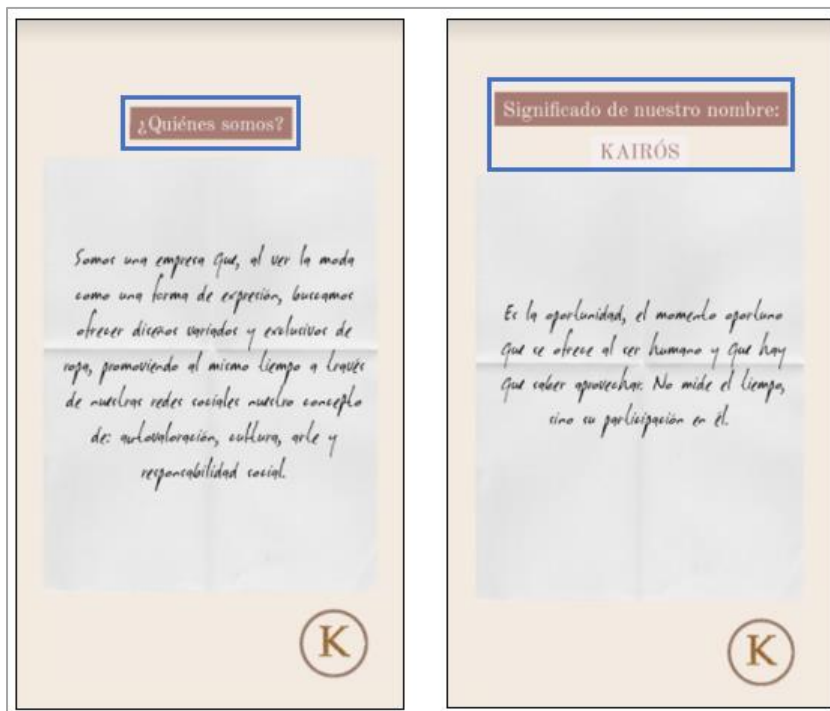 ¿Quiénes somos?
Somos una empresa que, al ver la moda
como una forma de expresión, buscamos
ofrecer diseños variados y exclusivos de
ropa, promoviendo al mismo tiempo a través
de nuestras redes sociales nuestro concepto
de: autovaloración, cultura, arte y
responsabilidad social.
K
Significado de nuestro nombre:
KAIRÓS
Es la oportunidad, el momento oportuno
que se ofrece al ser humano y que hay
que saber aprovechar. No mide el tiempo,
sino su participación en él.
K